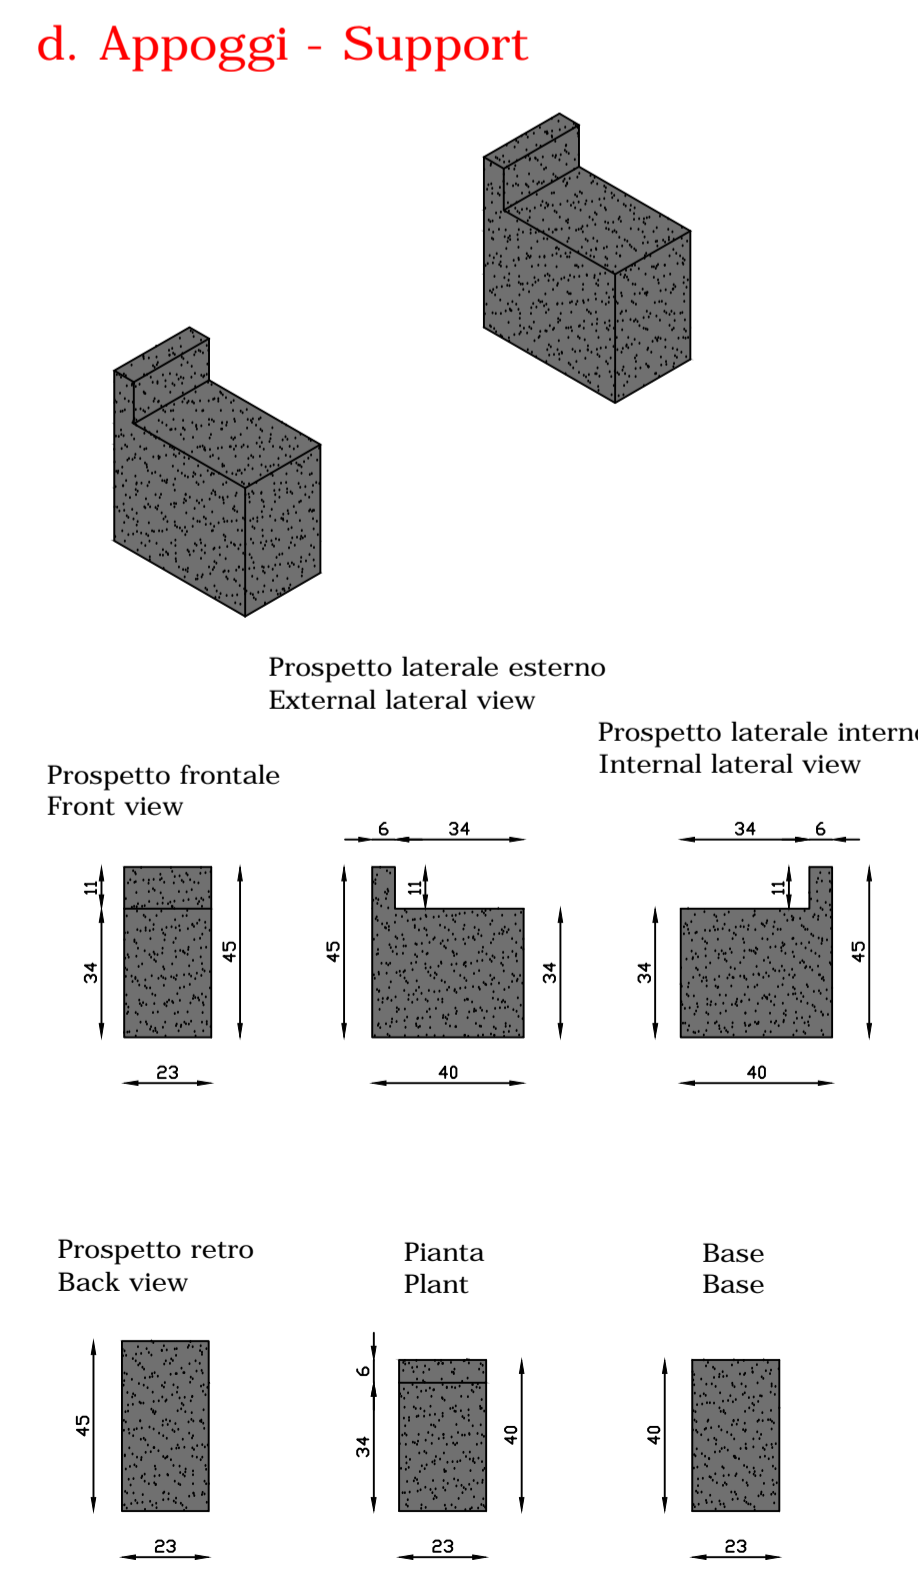 d. Appoggi - Support
Prospetto laterale esterno
External lateral view
Prospetto laterale intern
Internal lateral view
Prospetto frontale
Front view
6 34
34 6
11
34
45
23
45
11
34
40
34
11
45
40
Prospetto retro
Back view
Pianta
Plant
Base
Base
45
23
6
34
40
23
40
23